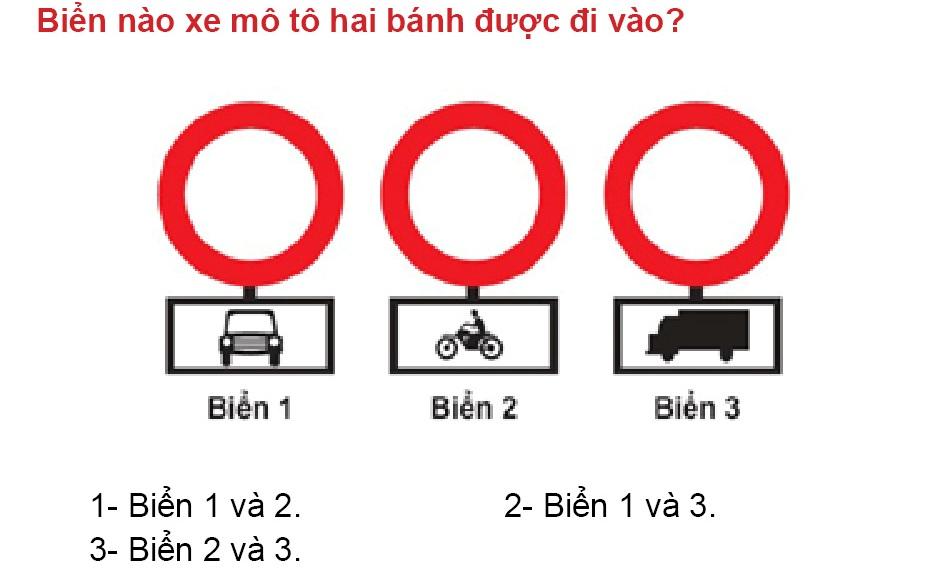 Biển nào xe mô tô hai bánh được đi vào?
Biển 1 Biển 2 Biển 3
1- Biển 1 và 2. 2- Biển 1 và 3.
3- Biển 2 và 3.